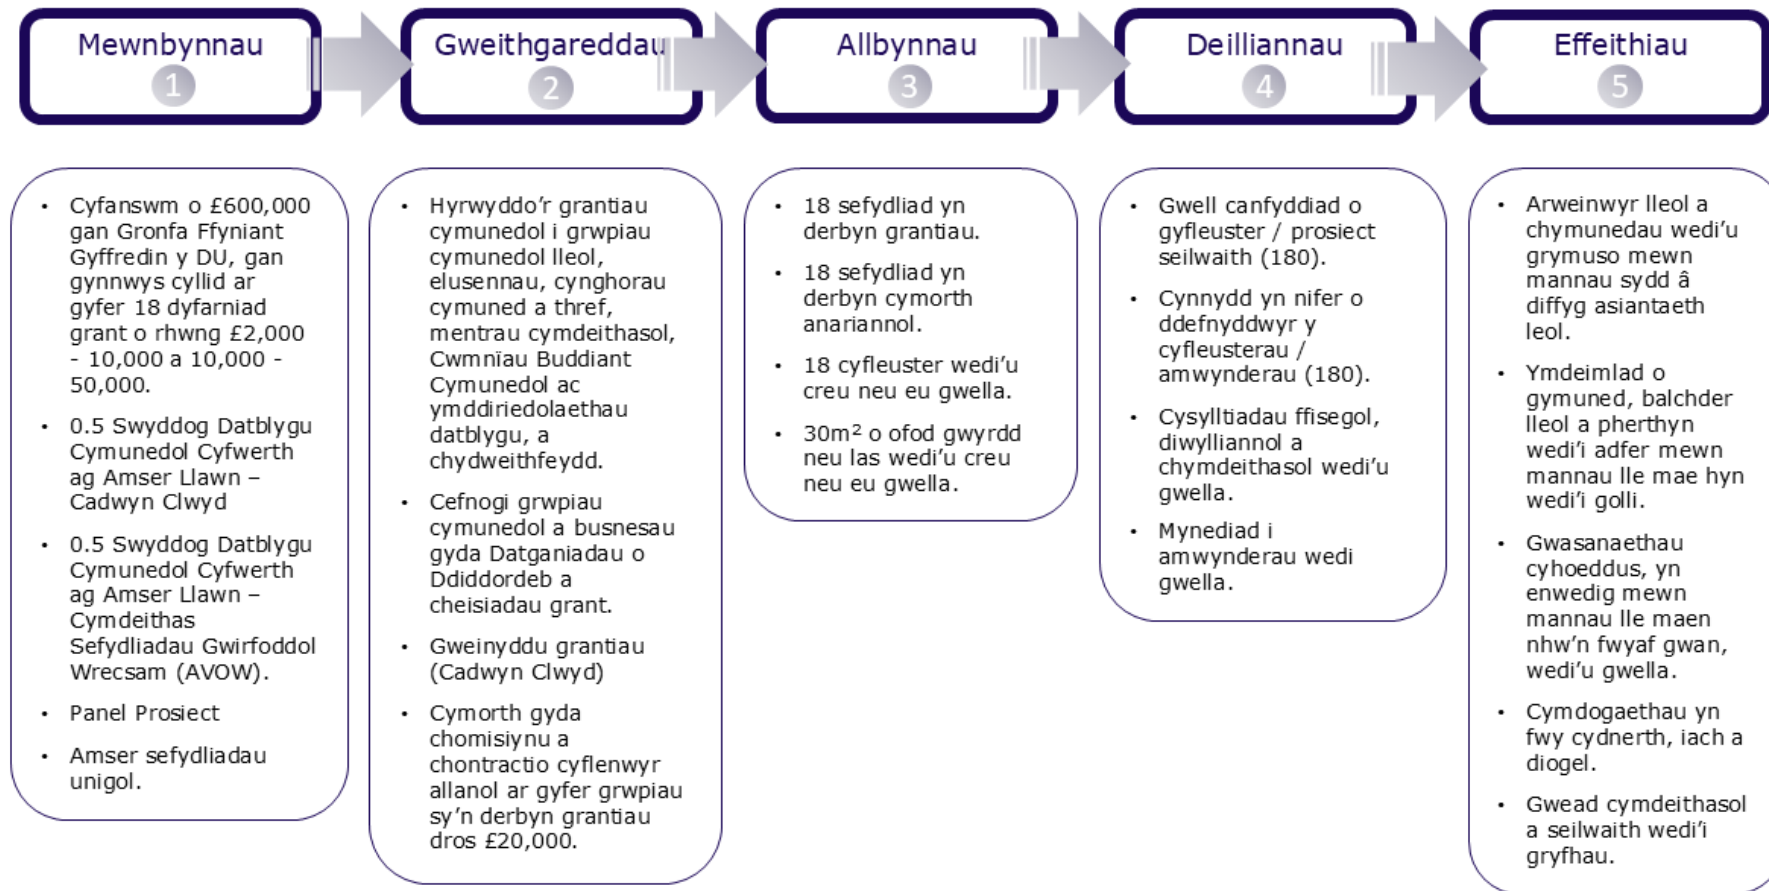 Mewnbynnau
1
Gweithgareddau
2
Allbynnau
3
Deilliannau
4
Effeithiau
5
• Cyfanswm o £600,000
gan Gronfa Ffyniant
Gyffredin y DU, gan
gynnwys cyllid ar
gyfer 18 dyfarniad
grant o rhwng £2,000
- 10,000 a 10,000 -
50,000.
• 0.5 Swyddog Datblygu
Cymunedol Cyfwerth
ag Amser Llawn –
Cadwyn Clwyd
• 0.5 Swyddog Datblygu
Cymunedol Cyfwerth
ag Amser Llawn –
Cymdeithas
Sefydliadau Gwirfoddol
Wrecsam (AVOW).
• Panel Prosiect
• Amser sefydliadau
unigol.
• Hyrwyddo’r grantiau
cymunedol i grwpiau
cymunedol lleol,
elusennau, cynghorau
cymuned a thref,
mentrau cymdeithasol,
Cwmnïau Buddiant
Cymunedol ac
ymddiriedolaethau
datblygu, a
chydweithfeydd.
• Cefnogi grwpiau
cymunedol a busnesau
gyda Datganiadau o
Ddiddordeb a
cheisiadau grant.
• Gweinyddu grantiau
(Cadwyn Clwyd)
• Cymorth gyda
chomisiynu a
chontractio cyflenwyr
allanol ar gyfer grwpiau
sy’n derbyn grantiau
dros £20,000.
• 18 sefydliad yn
derbyn grantiau.
• 18 sefydliad yn
derbyn cymorth
anariannol.
• 18 cyfleuster wedi’u
creu neu eu gwella.
• 30m² o ofod gwyrdd
neu las wedi’u creu
neu eu gwella.
• Gwell canfyddiad o
gyfleuster / prosiect
seilwaith (180).
• Cynnydd yn nifer o
ddefnyddwyr y
cyfleusterau /
amwynderau (180).
• Cysylltiadau ffisegol,
diwylliannol a
chymdeithasol wedi’u
gwella.
• Mynediad i
amwynderau wedi
gwella.
• Arweinwyr lleol a
chymunedau wedi’u
grymuso mewn
mannau sydd â
diffyg asiantaeth
leol.
• Ymdeimlad o
gymuned, balchder
lleol a pherthyn
wedi’i adfer mewn
mannau lle mae hyn
wedi’i golli.
• Gwasanaethau
cyhoeddus, yn
enwedig mewn
mannau lle maen
nhw’n fwyaf gwan,
wedi’u gwella.
• Cymdogaethau yn
fwy cydnerth, iach a
diogel.
• Gwead cymdeithasol
a seilwaith wedi’i
gryfhau.